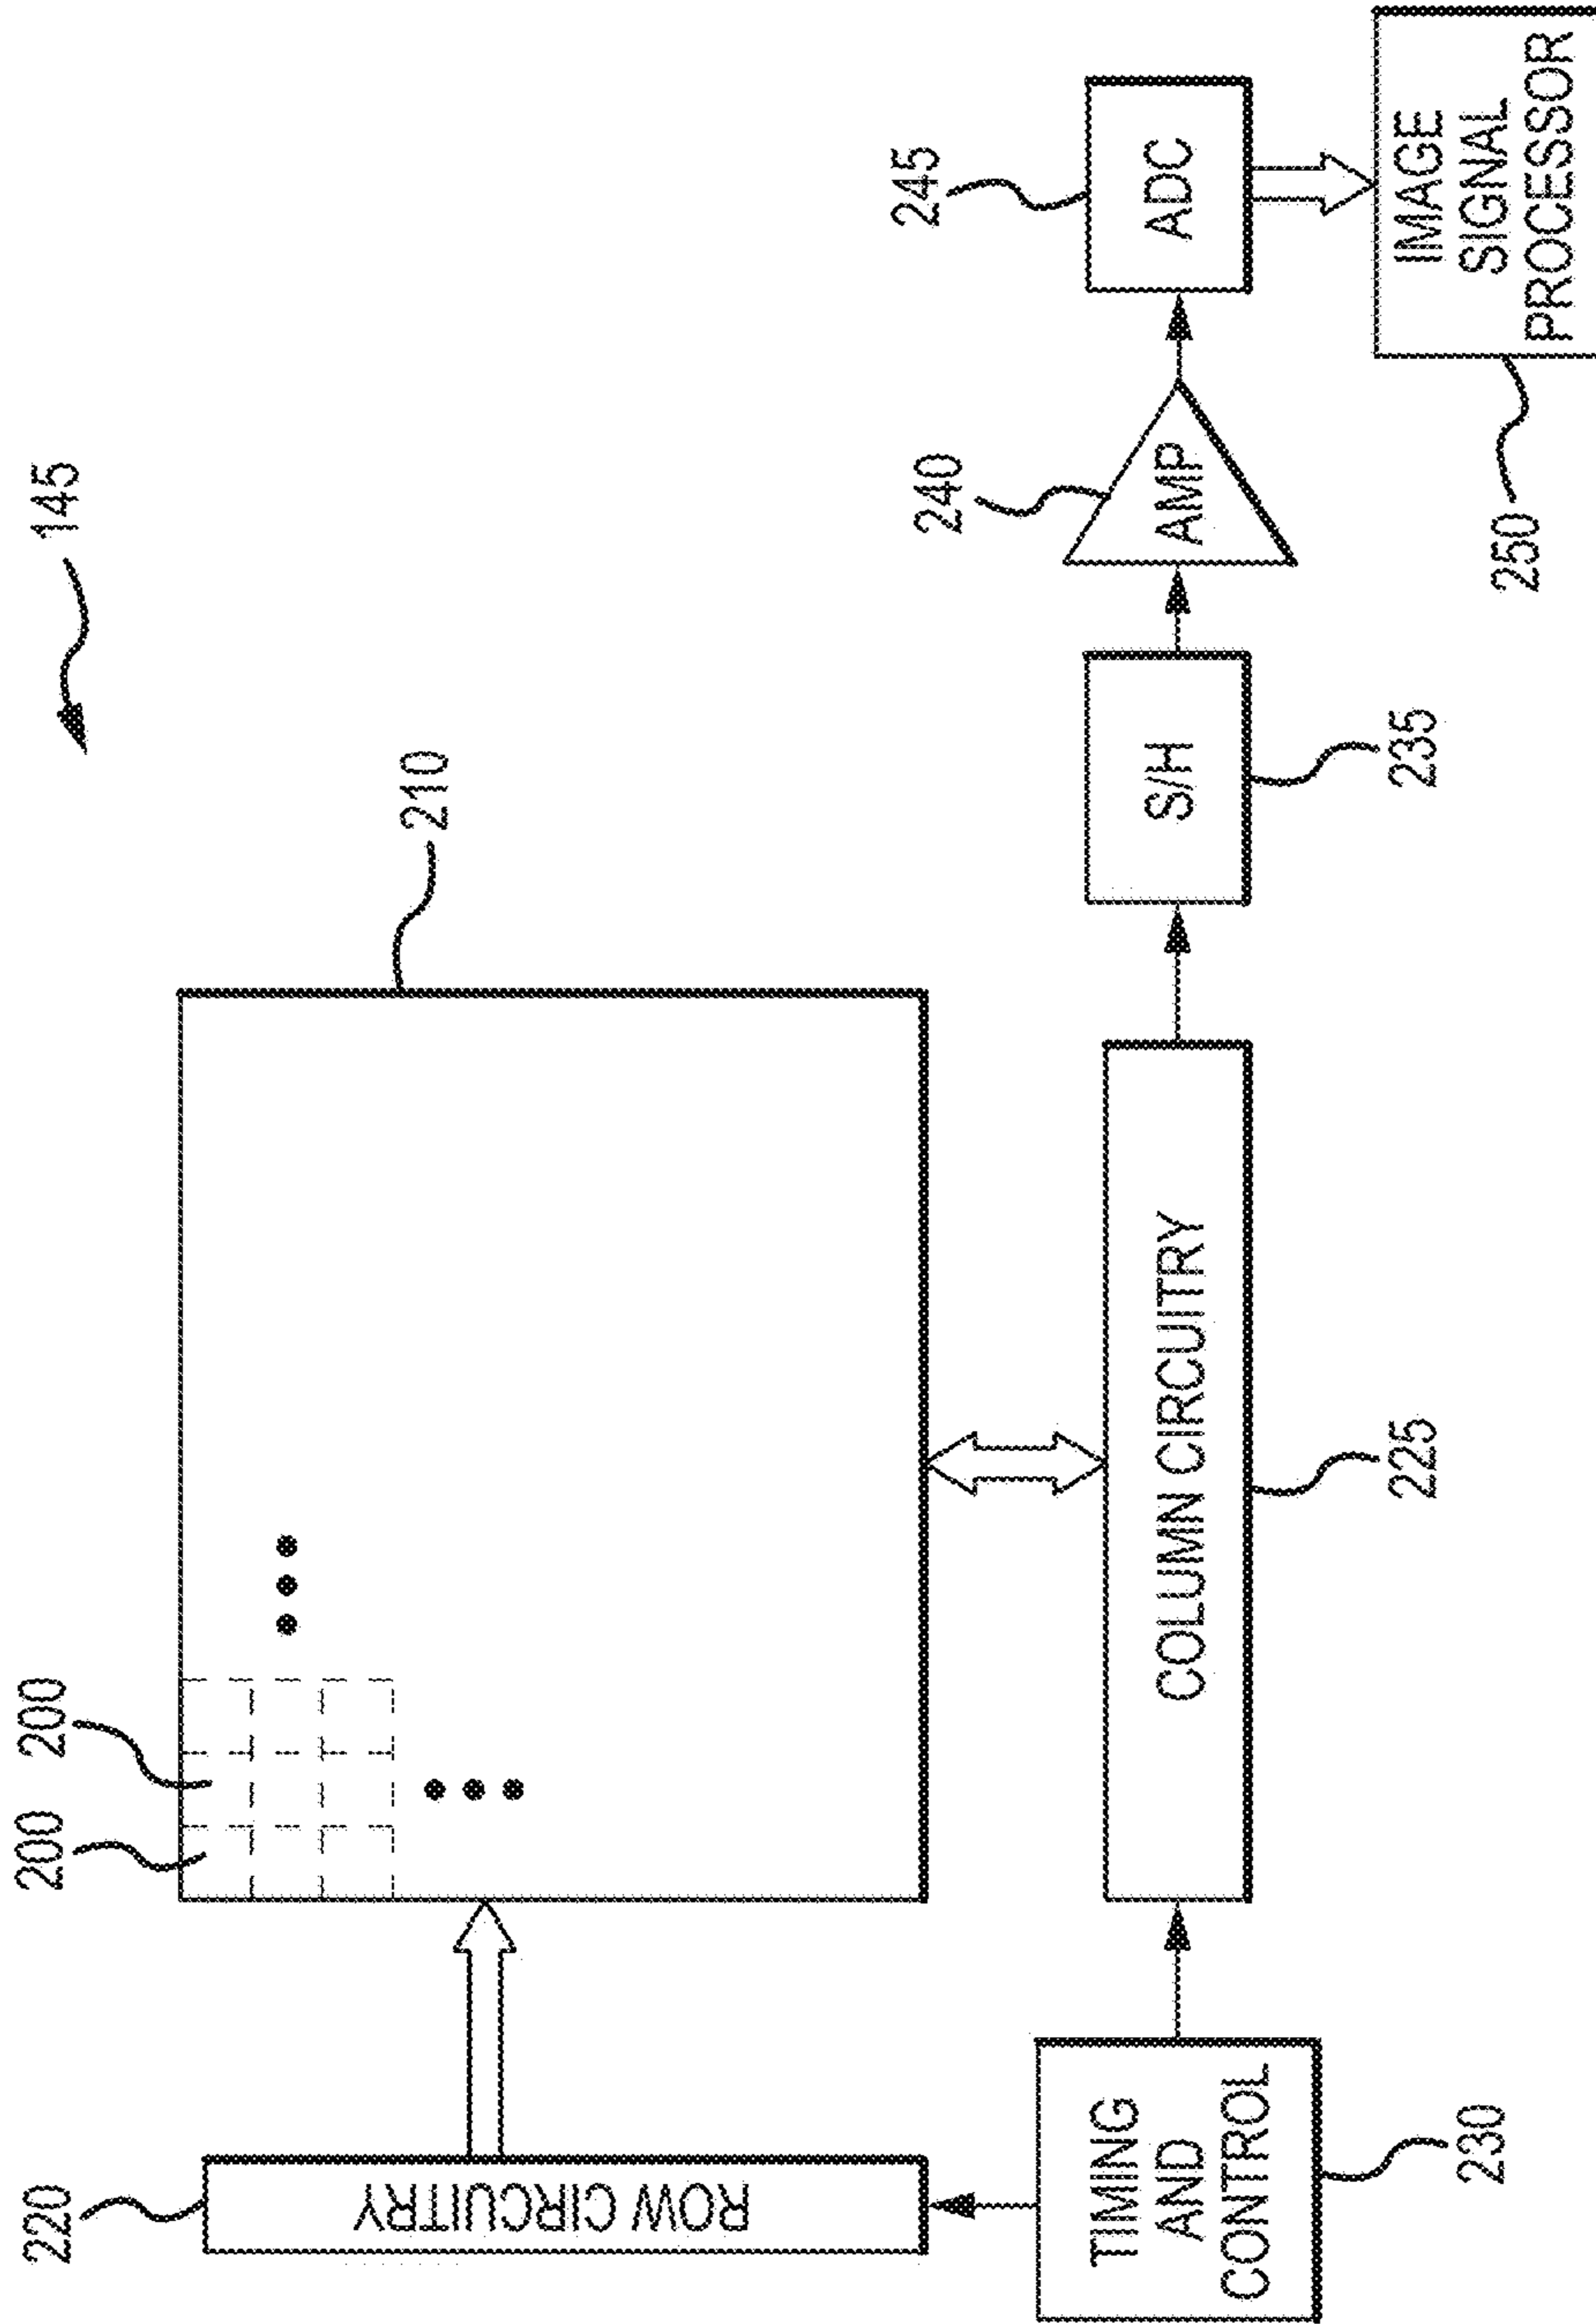 145
200
200
210
220
ROW CIRCUITRY
TIMING
AND
CONTROL
230
COLUMN CIRCUITRY
225
S/H
235
AMP
240
ADC
245
IMAGE
SIGNAL
PROCESSOR
250